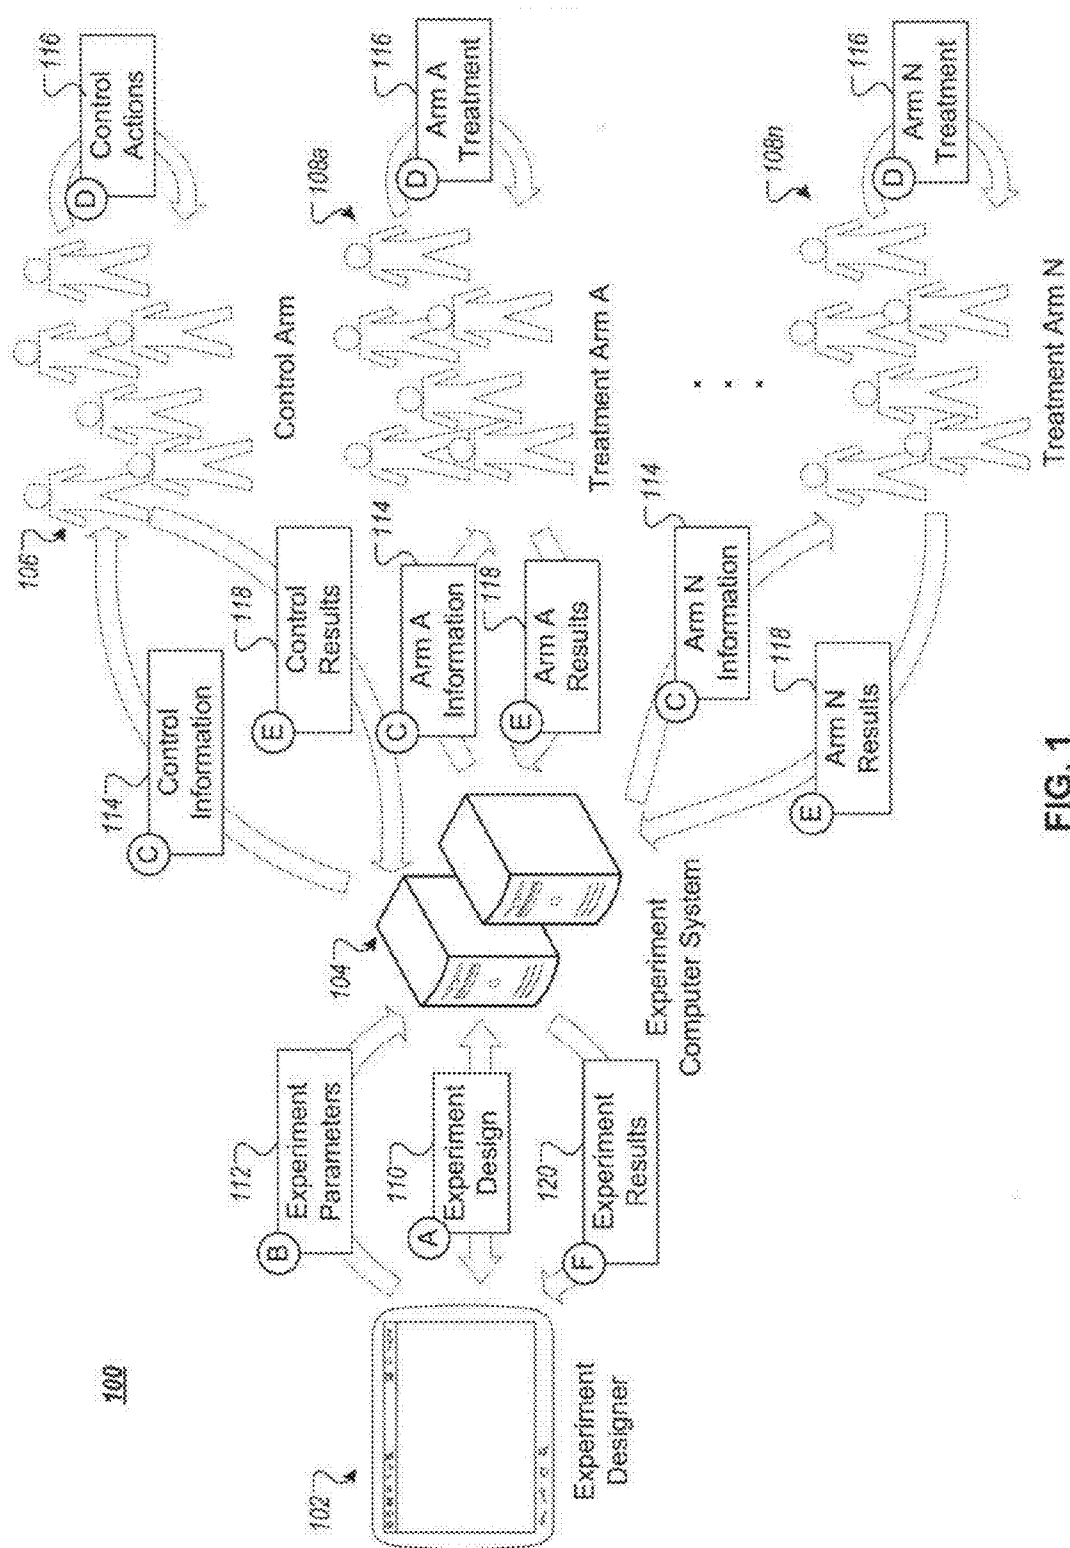 100
102
Experiment
Designer
B
112
Experiment
Parameters
A
110
Experiment
Design
F
120
Experiment
Results
104
Experiment
Computer System
C
114
Control
Information
E
118
Control
Results
C
114
Arm A
Information
E
118
Arm A
Results
C
114
Arm N
Information
E
118
Arm N
Results
106
Control Arm
D
116
Control
Actions
108a
Treatment Arm A
D
116
Arm A
Treatment
. . .
108n
Treatment Arm N
D
116
Arm N
Treatment
FIG. 1